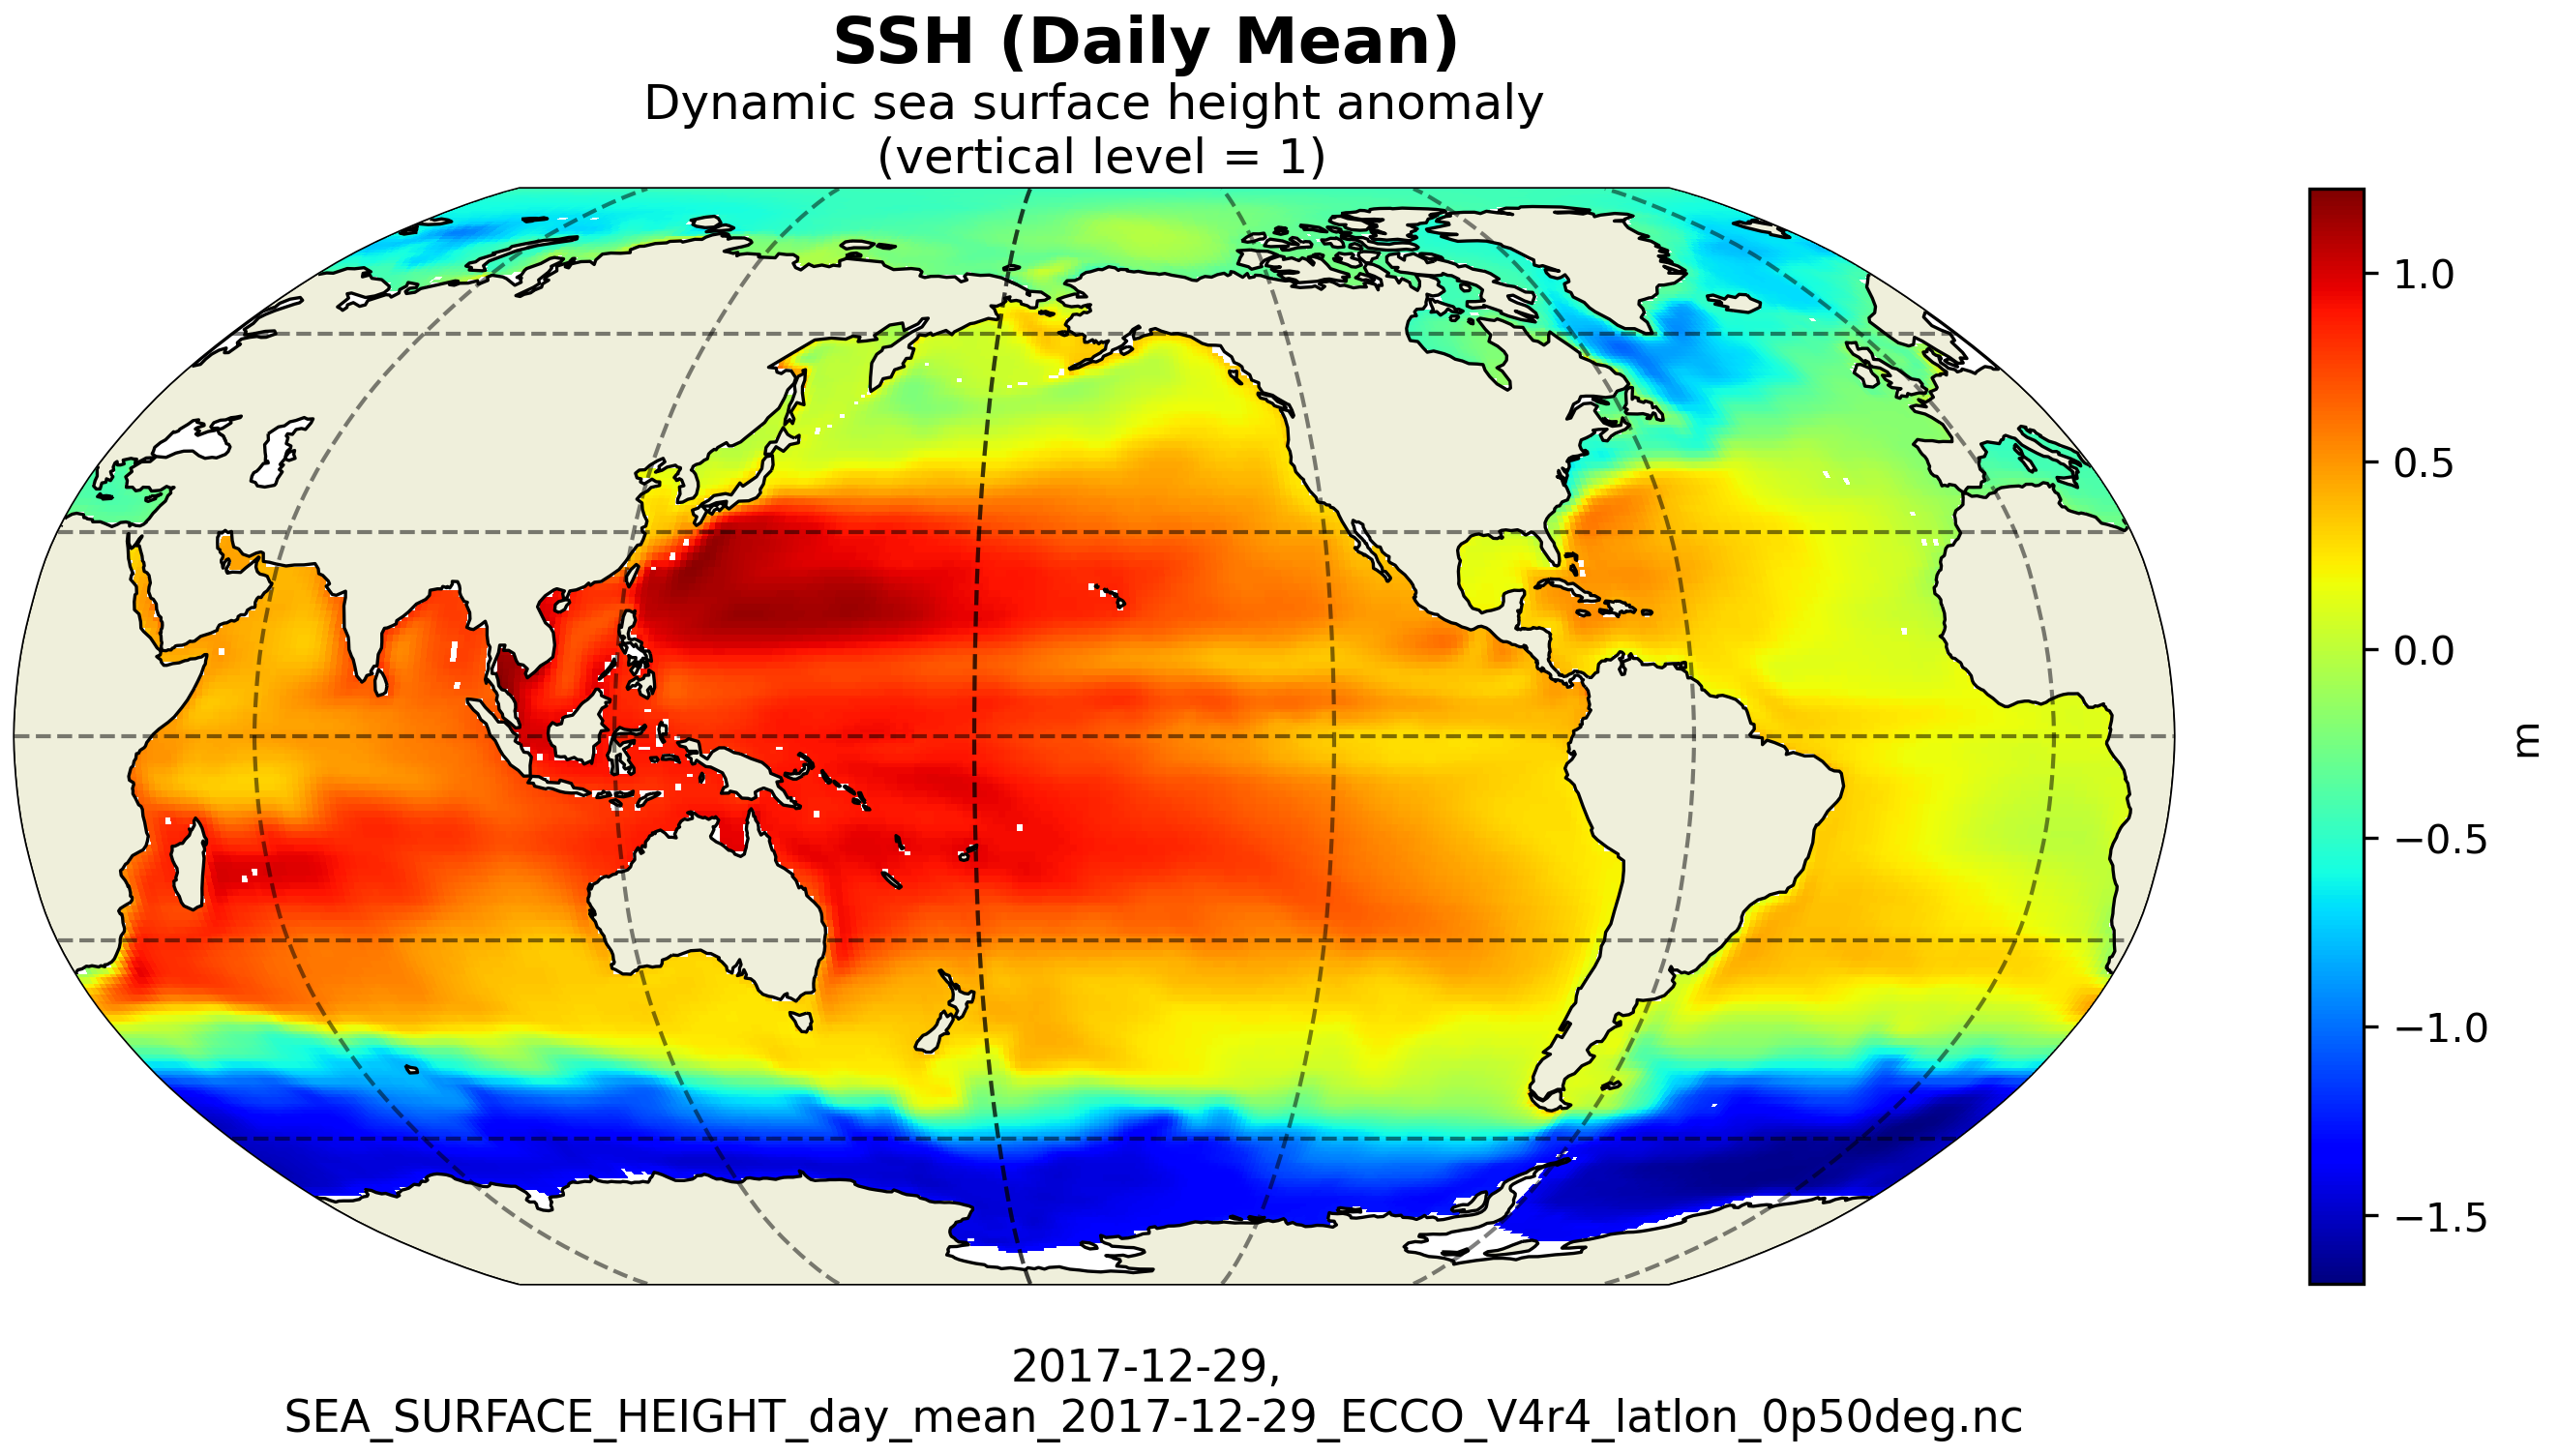 SSH (Daily Mean)
Dynamic sea surface height anomaly
(vertical level = 1)
1.0
0.5
0.0
−0.5
−1.0
−1.5
m
2017-12-29,
SEA_SURFACE_HEIGHT_day_mean_2017-12-29_ECCO_V4r4_latlon_0p50deg.nc